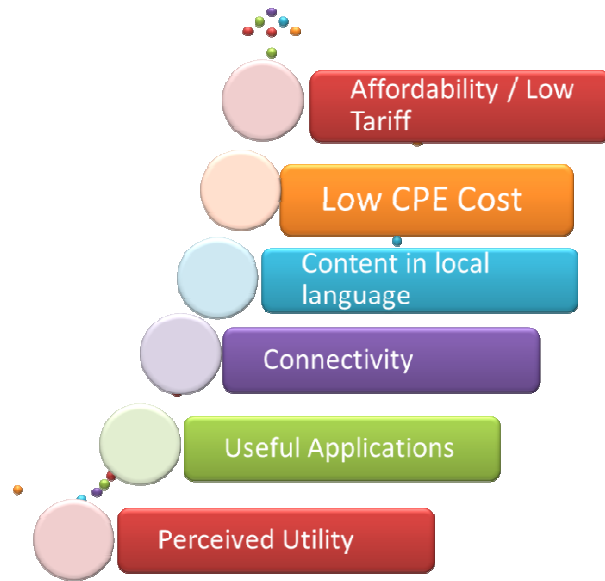 Affordability / Low
Tariff
Low CPE Cost
Content in local
language
Connectivity
Useful Applications
Perceived Utility